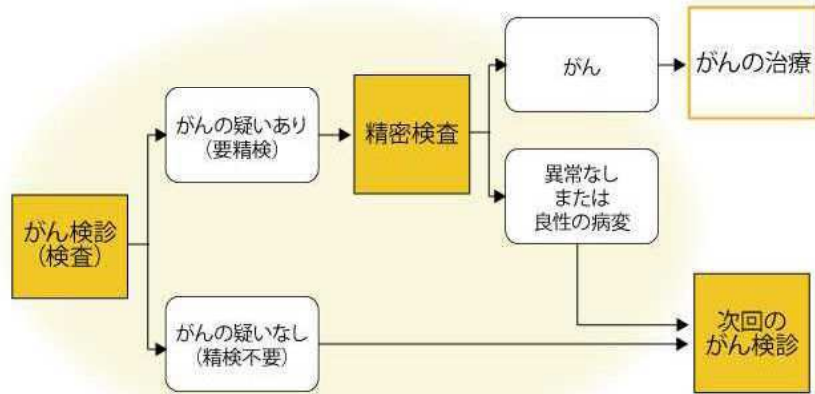 がん検診
（検査）
がんの疑いあり
（要精検）
がんの疑いなし
（精検不要）
精密検査
がん
異常なし
または
良性の病変
がんの治療
次回の
がん検診